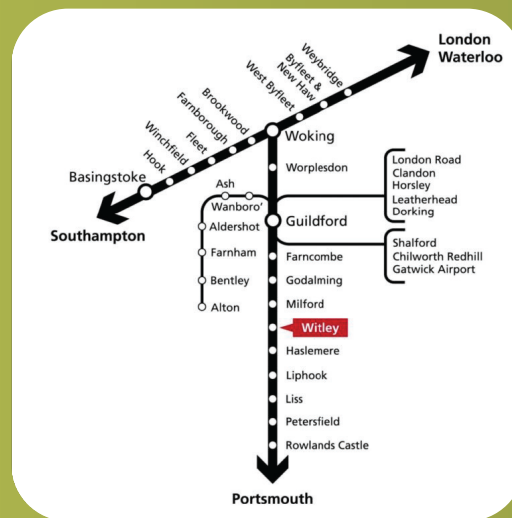 London
Waterloo
Weybridge
Byfleet &
New Haw
West Byfleet
Woking
Brookwood
Farnborough
Fleet
Winchfield
Hook
Basingstoke
Southampton
Worplesdon
Ash
Wanboro'
Aldershot
Farnham
Bentley
Alton
Guildford
London Road
Clandon
Horsley
Leatherhead
Dorking
Shalford
Chilworth Redhill
Gatwick Airport
Farncombe
Godalming
Milford
Witley
Haslemere
Liphook
Liss
Petersfield
Rowlands Castle
Portsmouth